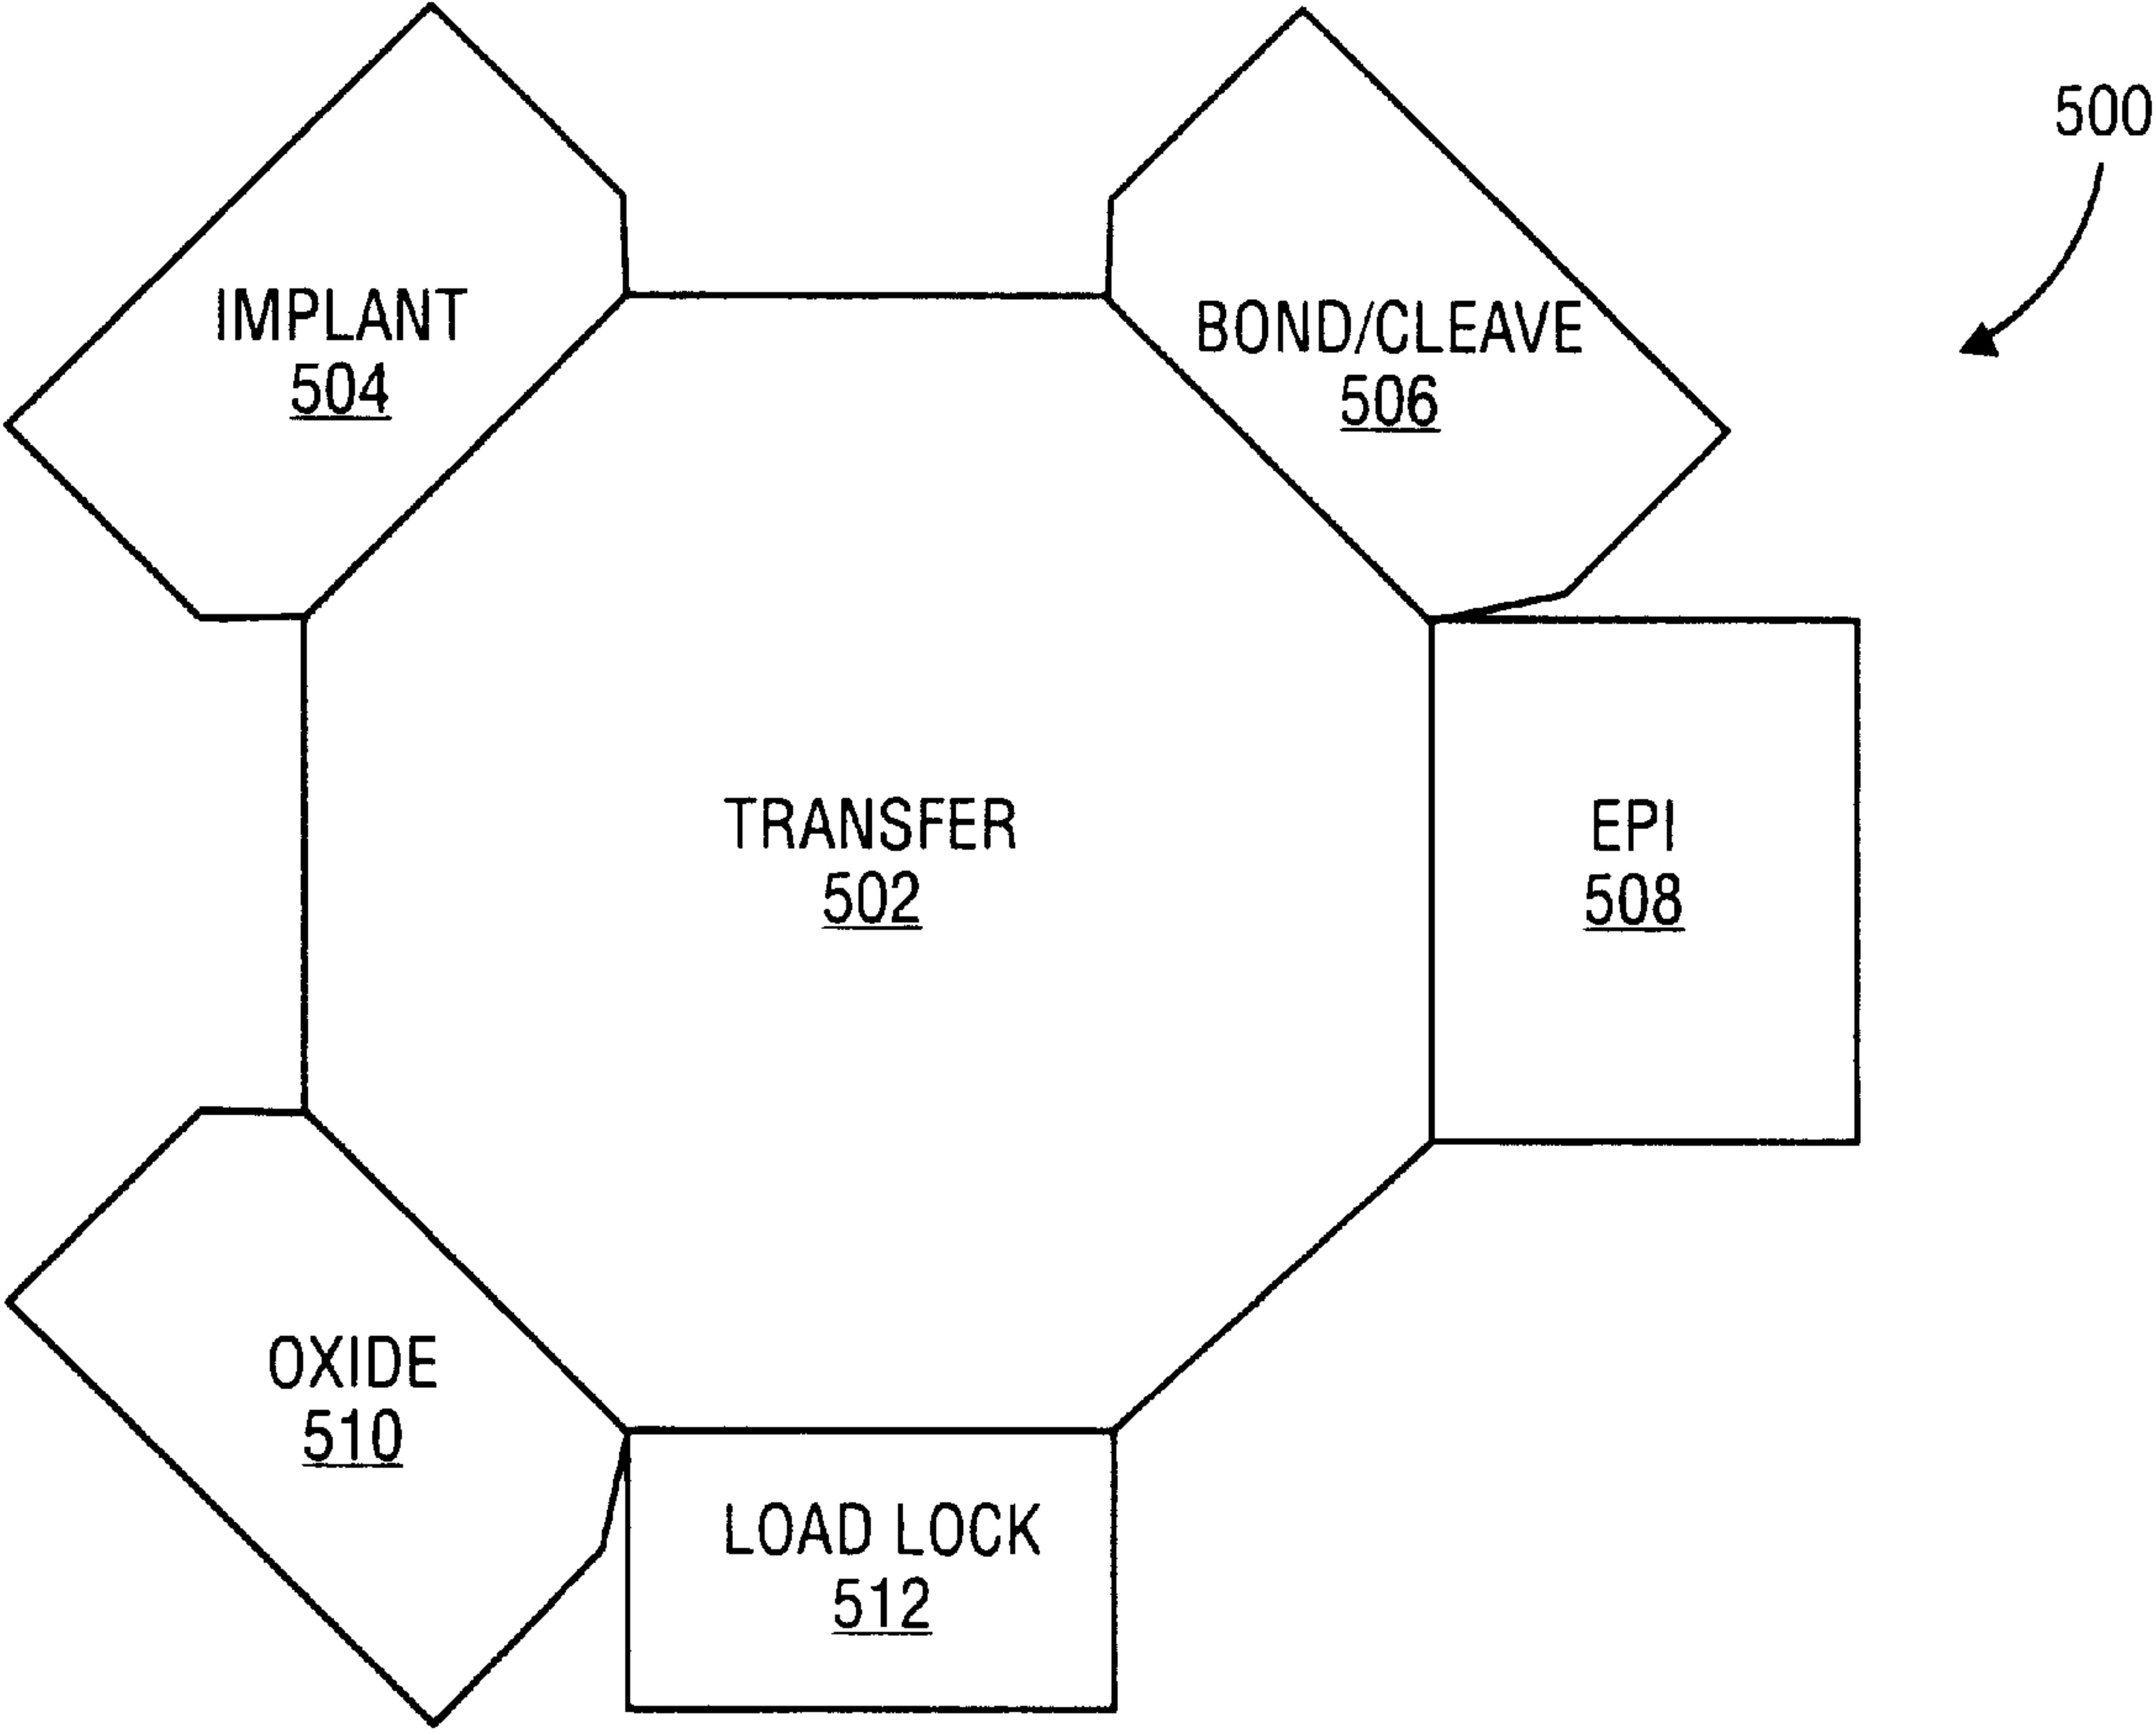 500
IMPLANT
504
BOND/CLEAVE
506
TRANSFER
502
EPI
508
OXIDE
510
LOAD LOCK
512